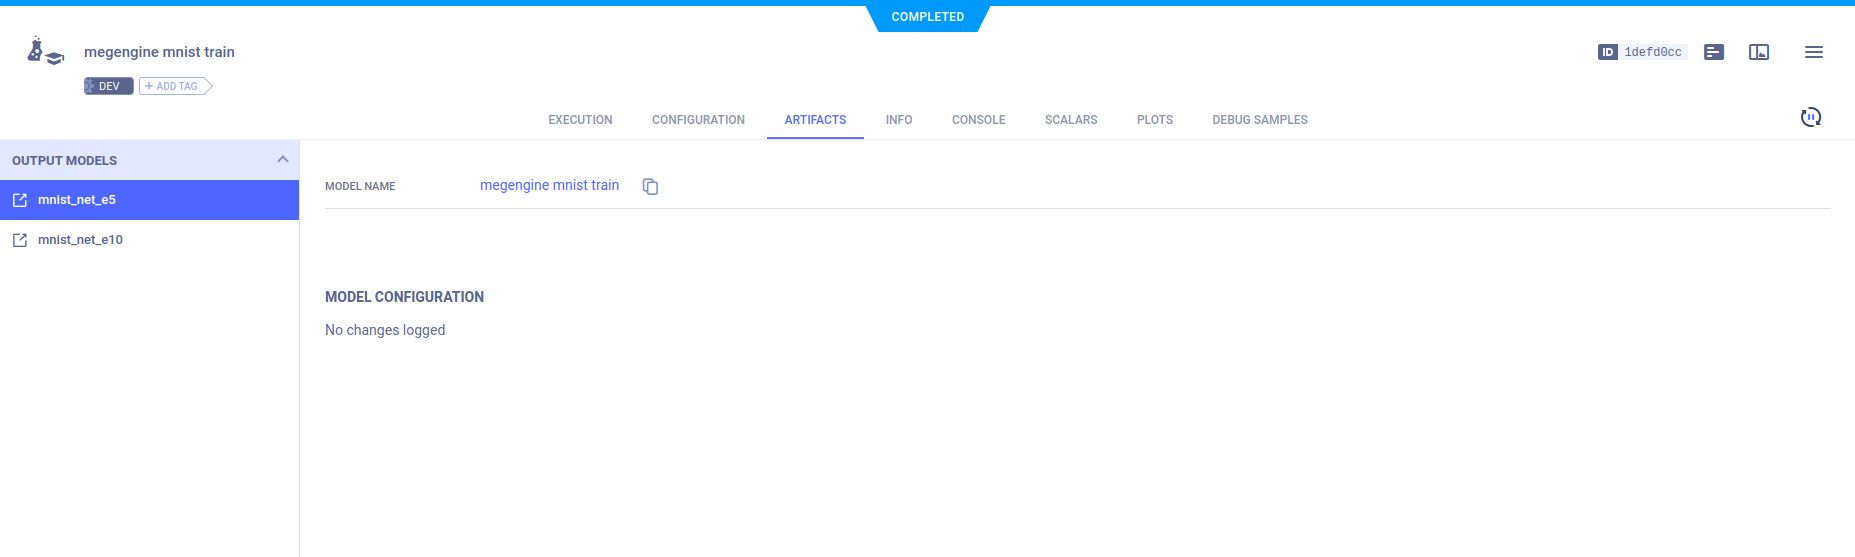 COMPLETED
megengine mnist train
ID 1defd0cc
DEV + ADD TAG
EXECUTION CONFIGURATION ARTIFACTS INFO CONSOLE SCALARS PLOTS DEBUG SAMPLES
OUTPUT MODELS
mnist_net_e5
mnist_net_e10
MODEL NAME megengine mnist train
MODEL CONFIGURATION
No changes logged